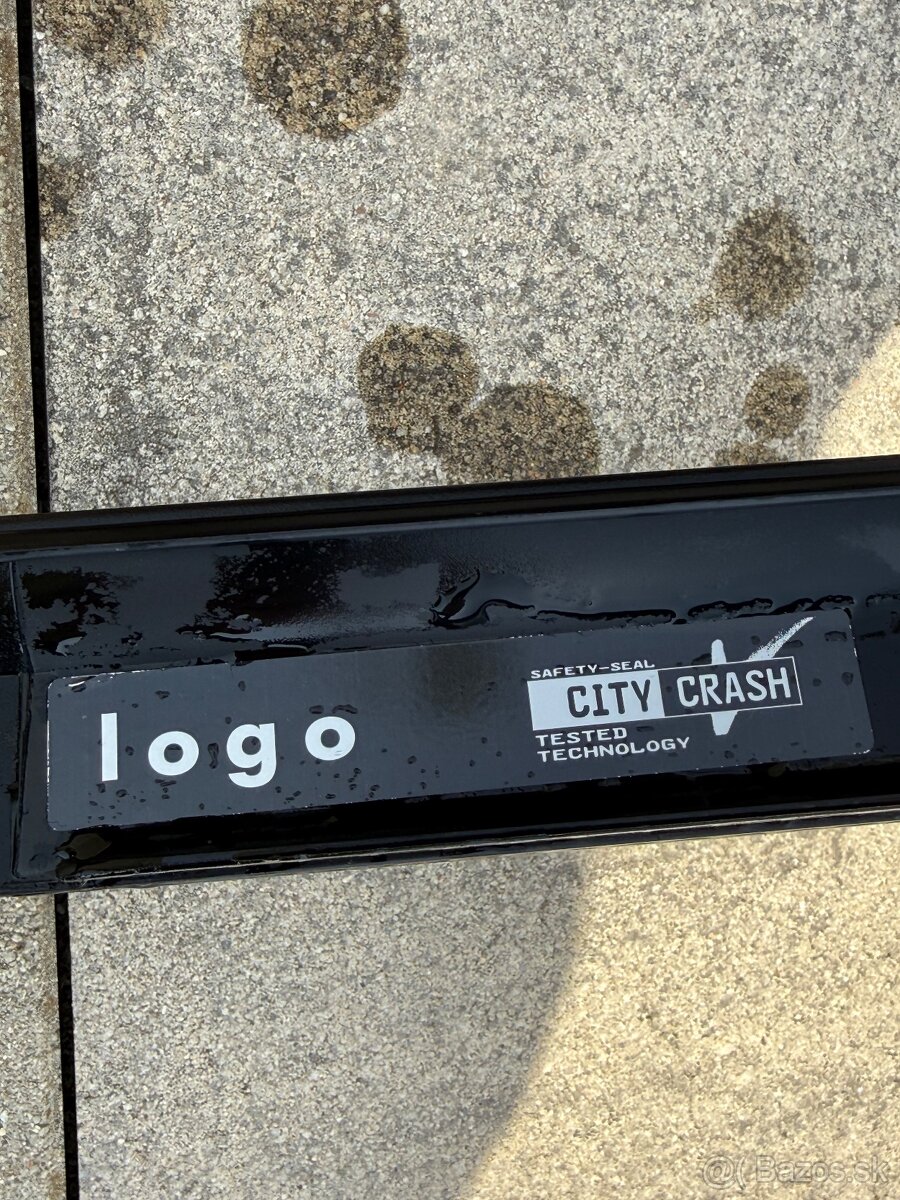 logo
SAFETY-SEAL
CITY CRASH
TESTED
TECHNOLOGY
@( Bazos.sk